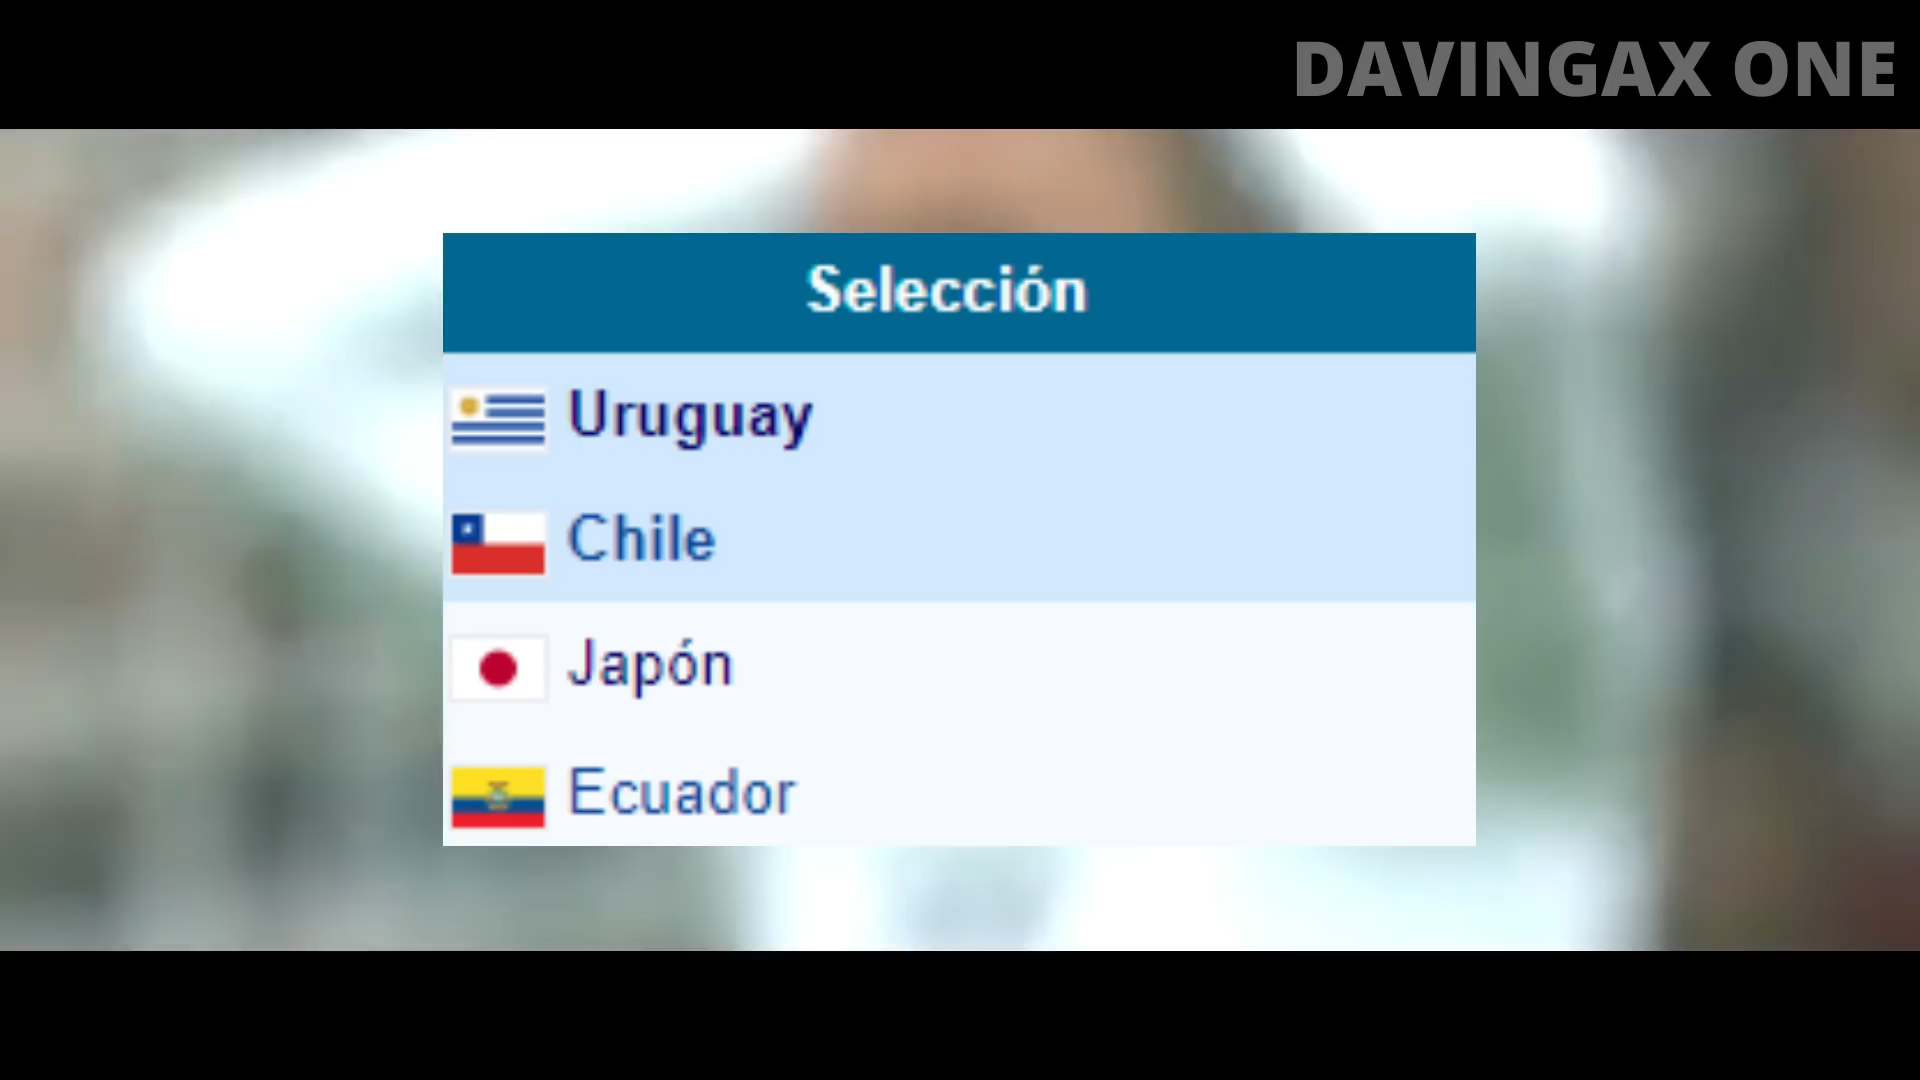 DAVINGAX ONE
Selección
Uruguay
Chile
Japón
Ecuador